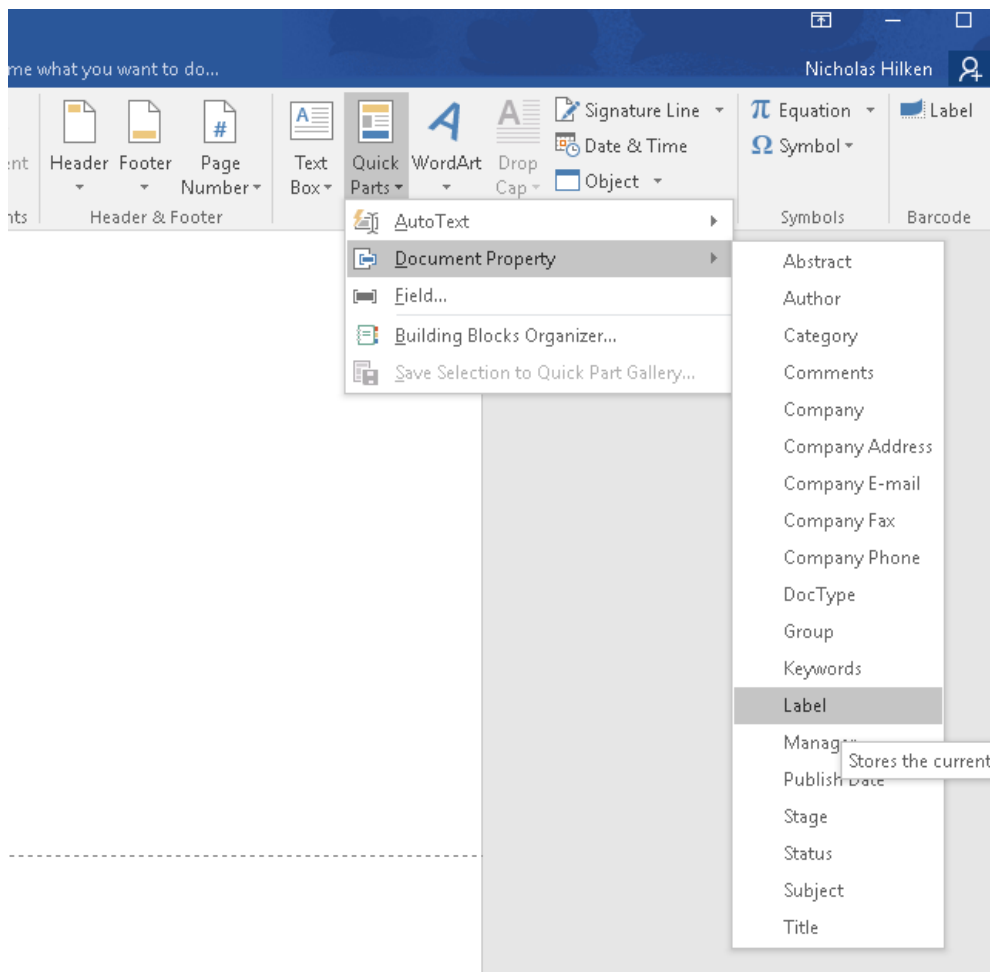 me what you want to do...
Nicholas Hilken
Header
Footer
Page
Number
#
Header & Footer
A
Text
Box
Quick
Parts
A
WordArt
A
Drop
Cap
Signature Line
Date & Time
Object
π Equation
Ω Symbol
Symbols
Label
Barcode
AutoText
Document Property
Field...
Building Blocks Organizer...
Save Selection to Quick Part Gallery...
Abstract
Author
Category
Comments
Company
Company Address
Company E-mail
Company Fax
Company Phone
DocType
Group
Keywords
Label
Stores the current
Publish Date
Stage
Status
Subject
Title